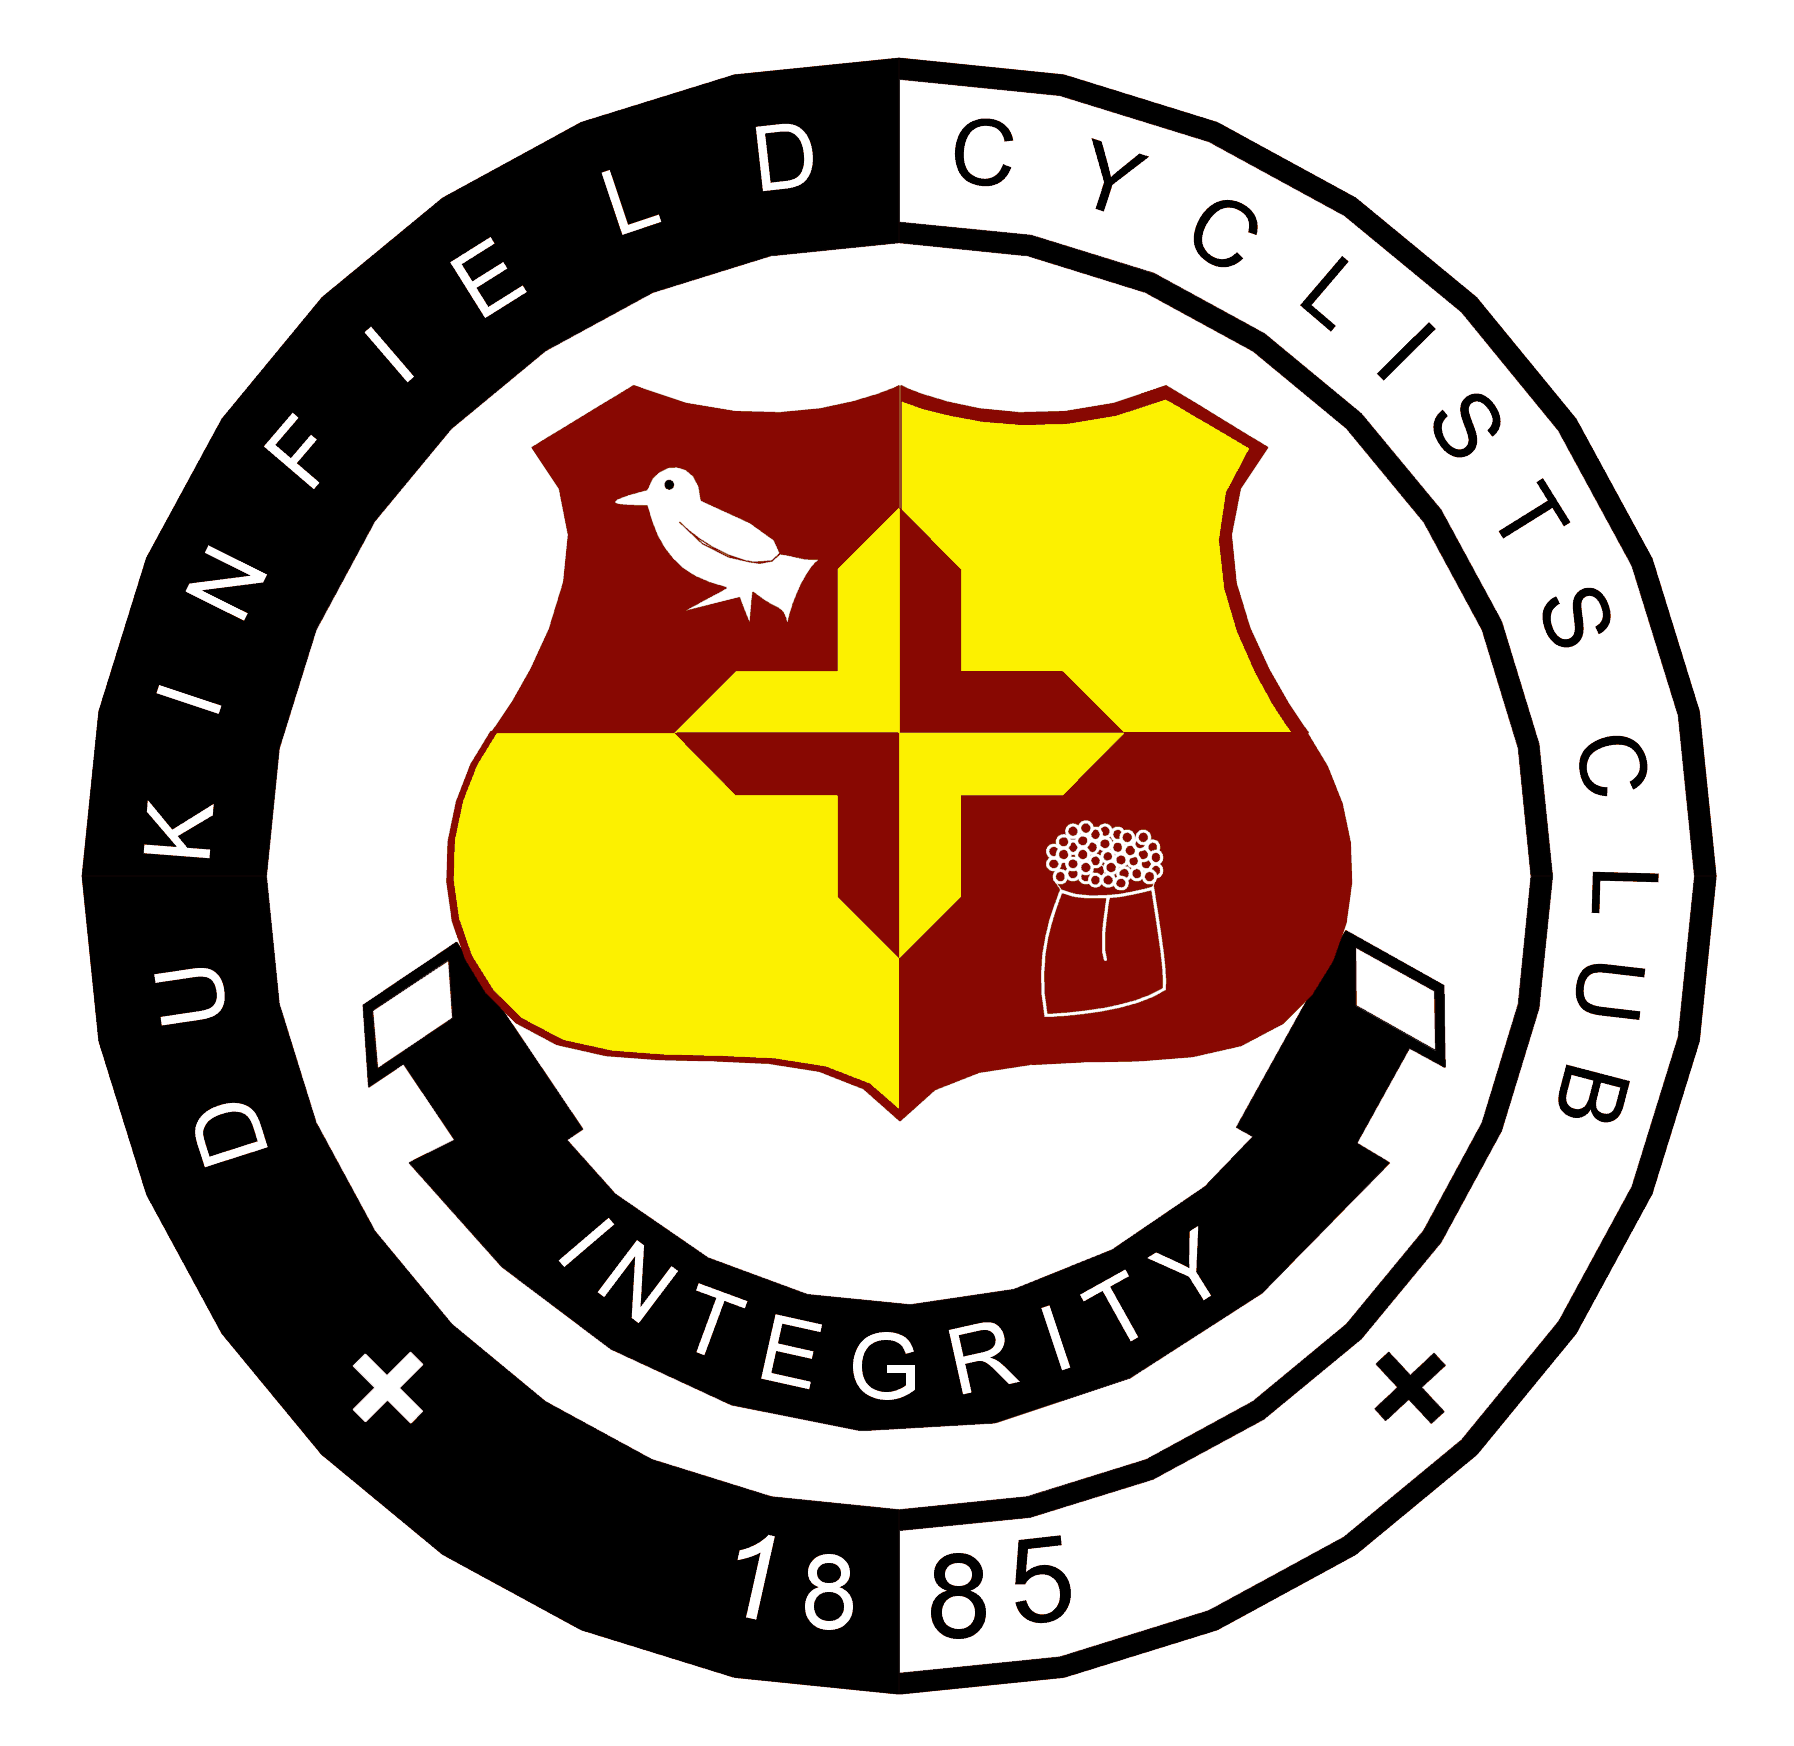 DUKINFIELD CYCLISTS CLUB
INTEGRITY
1885